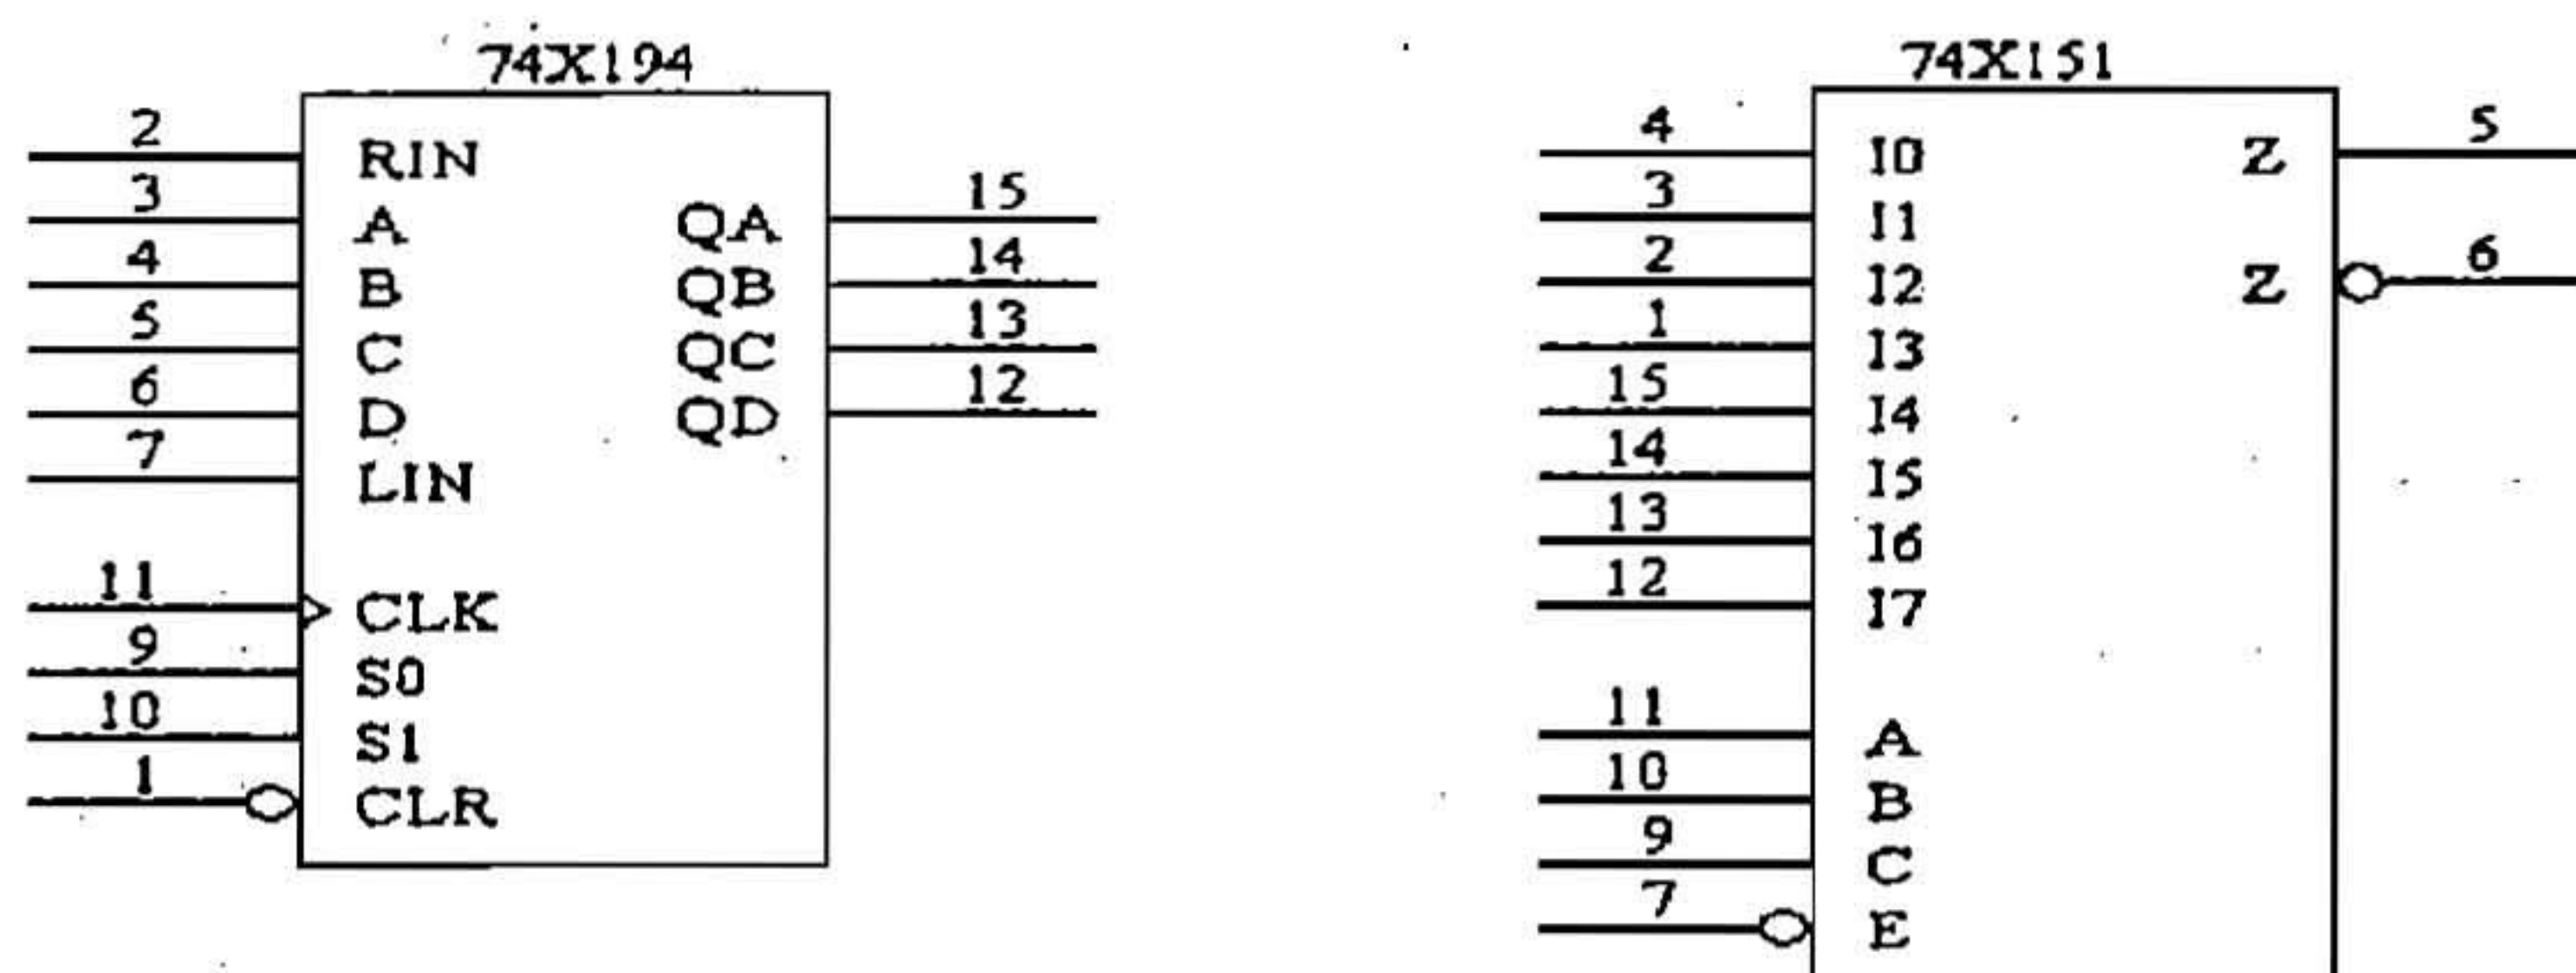 74X194
2 RIN
3 A QA 15
4 B QB 14
5 C QC 13
6 D QD 12
7 LIN
11 CLK
9 S0
10 S1
1 CLR
74X151
4 I0 Z 5
3 I1
2 I2 Z 6
1 I3
15 I4
14 I5
13 I6
12 I7
11 A
10 B
9 C
7 E